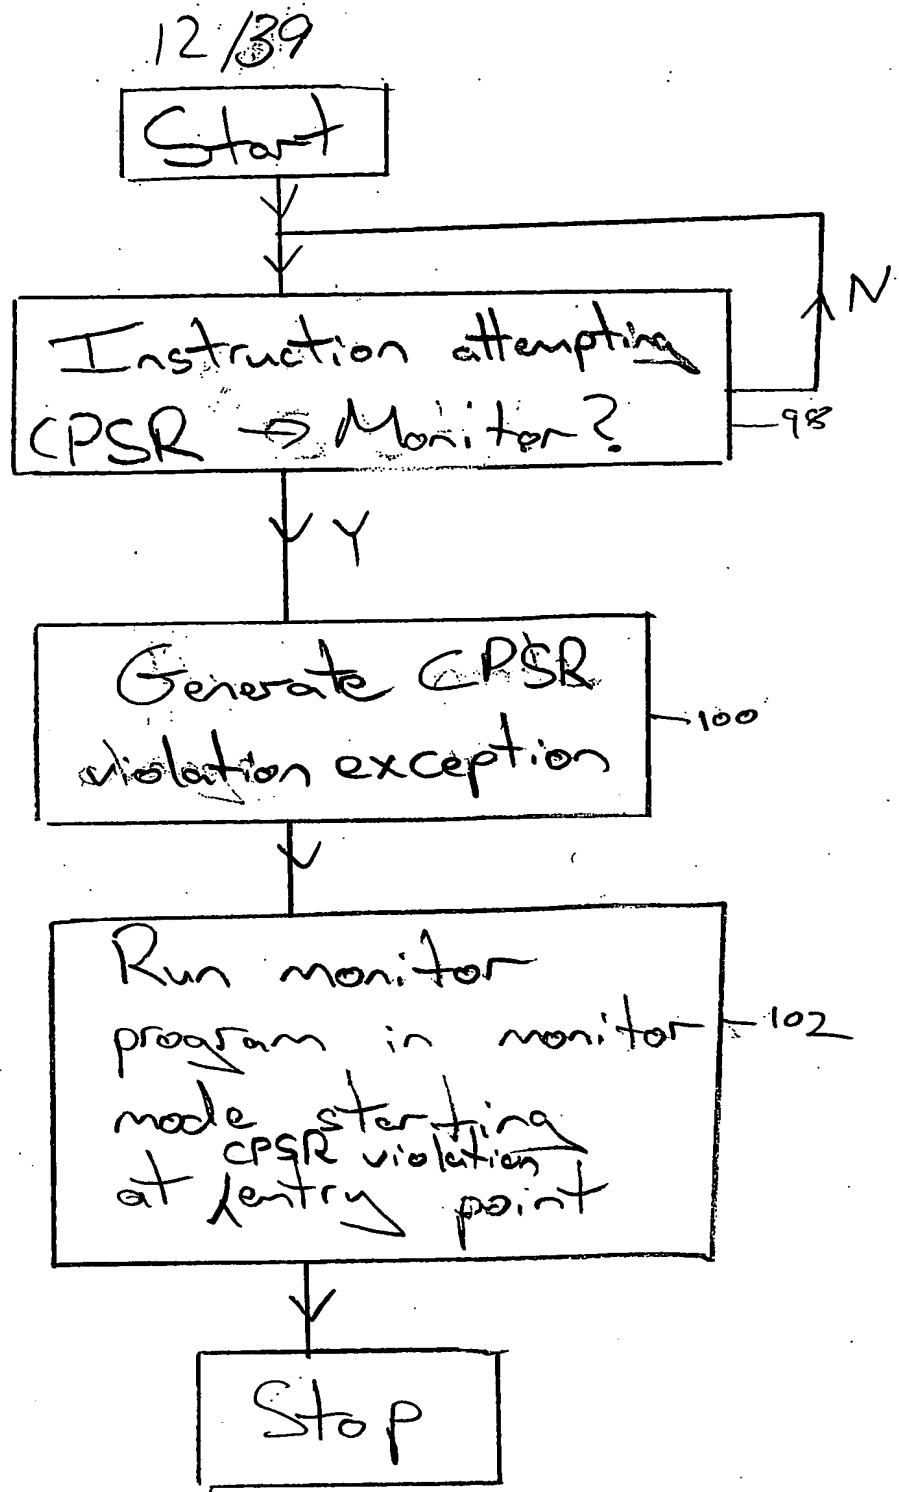 12/39
Start
N
Instruction attempting
CPSR → Monitor?
98
Y
Generate CPSR
violation exception
100
Run monitor
program in monitor
102
mode starting
CPSR violation
at entry point
Stop